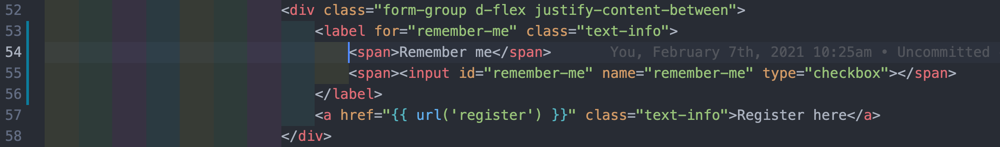 52 <div class="form-group d-flex justify-content-between">
53 <label for="remember-me" class="text-info">
54 <span>Remember me</span> You, February 7th, 2021 10:25am • Uncommitted
55 <span><input id="remember-me" name="remember-me" type="checkbox"></span>
56 </label>
57 <a href="{{ url('register') }}" class="text-info">Register here</a>
58 </div>